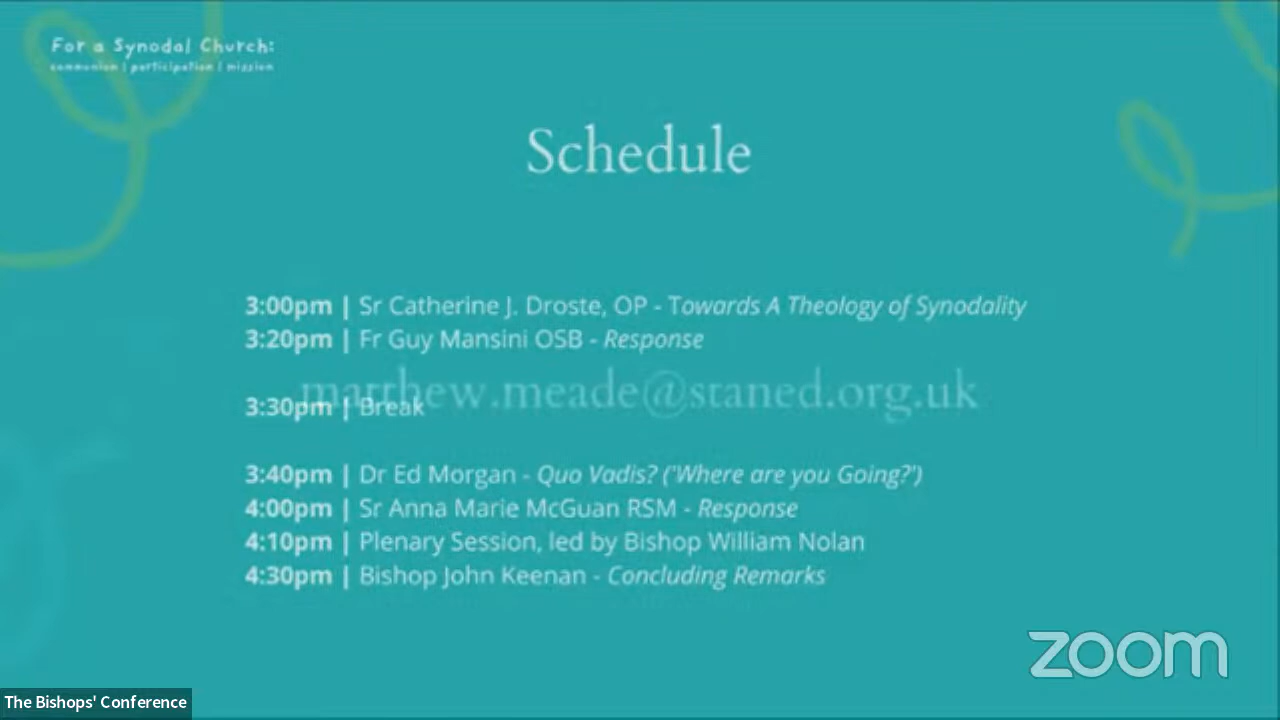 For a Synodal Church:
communion | participation | mission
Schedule
3:00pm | Sr Catherine J. Droste, OP - Towards A Theology of Synodality
3:20pm | Fr Guy Mansini OSB - Response
matthew.meade@staned.org.uk
3:30pm | Break
3:40pm | Dr Ed Morgan - Quo Vadis? ('Where are you Going?')
4:00pm | Sr Anna Marie McGuan RSM - Response
4:10pm | Plenary Session, led by Bishop William Nolan
4:30pm | Bishop John Keenan - Concluding Remarks
zoom
The Bishops' Conference